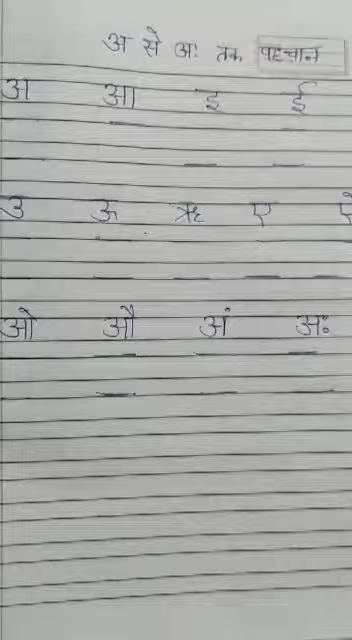 अ से अः तक पहचान
अ आ इ ई
उ ऊ ऋ ए ऐ
ओ औ अं अः